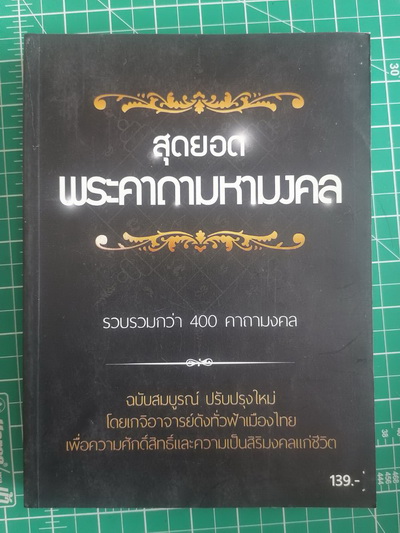 สุดยอด
พระคาถามหามงคล
รวบรวมกว่า 400 คาถามงคล
ฉบับสมบูรณ์ ปรับปรุงใหม่
โดยเกจิอาจารย์ดังทั่วฟ้าเมืองไทย
เพื่อความศักดิ์สิทธิ์และความเป็นสิริมงคลแก่ชีวิต
139.-
30